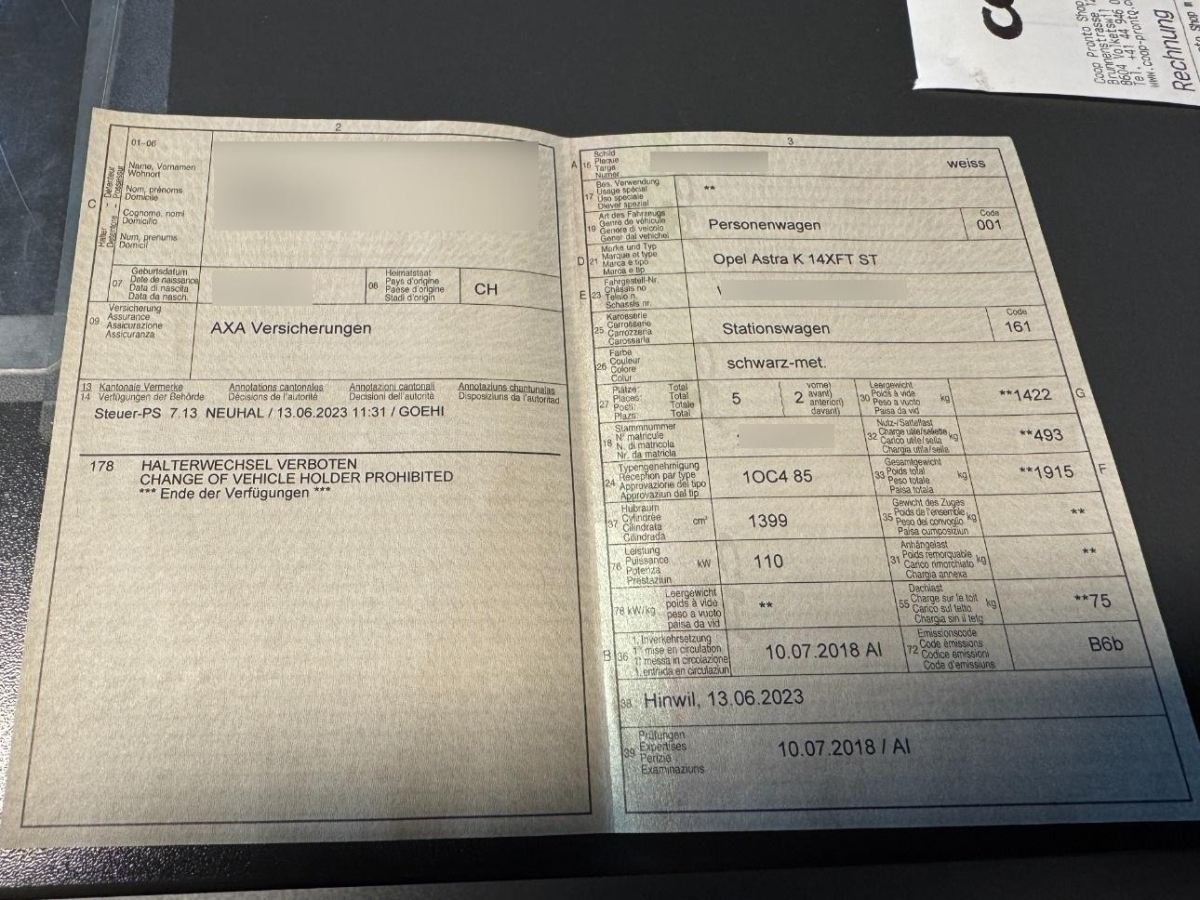 Coop Pronto Shop
8604 Volketswil
Rechnung
2
C
Halter
01-06
Name, Vornamen
Wohnort
Nom, prénoms
Domicile
Cognome, nomi
Domicilio
Num, prenums
Domicil
07
Geburtsdatum
Date de naissance
Data di nascita
Data da nasch.
08
Heimatstaat
Pays d'origine
Paese d'origine
Stadi d'origin
CH
09
Versicherung
Assurance
Assicurazione
Assicuranza
AXA Versicherungen
13 Kantonale Vermerke
14 Verfügungen der Behörde
Annotations cantonales
Décisions de l'autorité
Annotazioni cantonali
Decisioni dell'autorità
Annotaziuns chantunalas
Disposiziuns da l'autoritad
Steuer-PS 7.13 NEUHAL / 13.06.2023 11:31 / GOEHI
178 HALTERWECHSEL VERBOTEN
CHANGE OF VEHICLE HOLDER PROHIBITED
*** Ende der Verfügungen ***
3
A
Schild
Plaque
Targa
Numer
weiss
17
Bes. Verwendung
Usage spécial
Uso speciale
Diever spezial
**
19
Art des Fahrzeugs
Genre de véhicule
Genere di veicolo
Gener dal vehichel
Personenwagen
Code
001
D 21
Marke und Typ
Marque et type
Marca e tipo
Marca e tip
Opel Astra K 14XFT ST
E 23
Fahrgestell-Nr.
Châssis no
Telaio n.
Schassis nr.
25
Karosserie
Carrosserie
Carrozzeria
Carossaria
Stationswagen
Code
161
26
Farbe
Couleur
Colore
Colur
schwarz-met.
27
Plätze: Total
Places: Total
Posti: Totale
Plazs: Total
5
2
vorne)
avant)
anteriori)
davant)
30
Leergewicht
Poids à vide
Peso a vuoto
Paisa da vid
kg
**1422
G
18
Stammnummer
N° matricule
N. di matricola
Nr. da matricla
32
Nutz-/Sattellast
Charge utile/sellette
Carico utile/sella
Chargia utila/sella
kg
**493
24
Typengenehmigung
Réception par type
Approvazione del tipo
Approvaziun dal tip
1OC4 85
33
Gesamtgewicht
Poids total
Peso totale
Paisa totala
kg
**1915
F
37
Hubraum
Cylindrée
Cilindrata
Cilindrada
cm³
1399
35
Gewicht des Zuges
Poids de l'ensemble
Peso del convoglio
Paisa cumposiziun
kg
**
76
Leistung
Puissance
Potenza
Prestaziun
kW
110
31
Anhängelast
Poids remorquable
Carico rimorchiato
Chargia annexa
kg
**
78 kW/kg
Leergewicht
poids à vide
peso a vuoto
paisa da vid
**
55
Dachlast
Charge sur le toit
Carico sul tetto
Chargia sin il tetg
kg
**75
B 36
1. Inverkehrsetzung
1re mise en circulation
1a messa in circolazione
1. entrada en circulaziun
10.07.2018 AI
72
Emissionscode
Code émissions
Codice emissioni
Code d'emissiuns
B6b
38 Hinwil, 13.06.2023
39
Prüfungen
Expertises
Perizie
Examinaziuns
10.07.2018 / AI